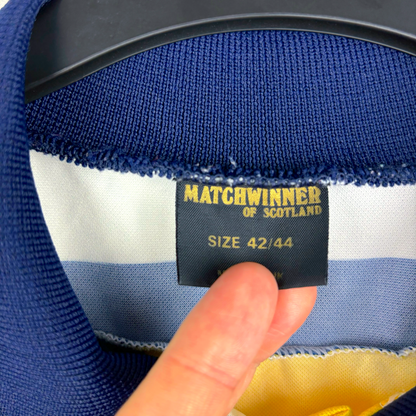 MATCHWINNER
OF SCOTLAND
SIZE 42/44